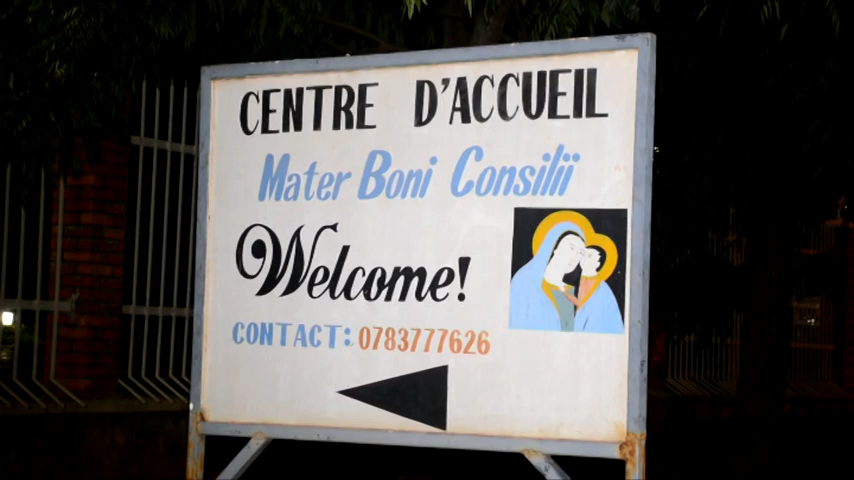 CENTRE D'ACCUEIL
Mater Boni Consilii
Welcome!
CONTACT: 0783777626